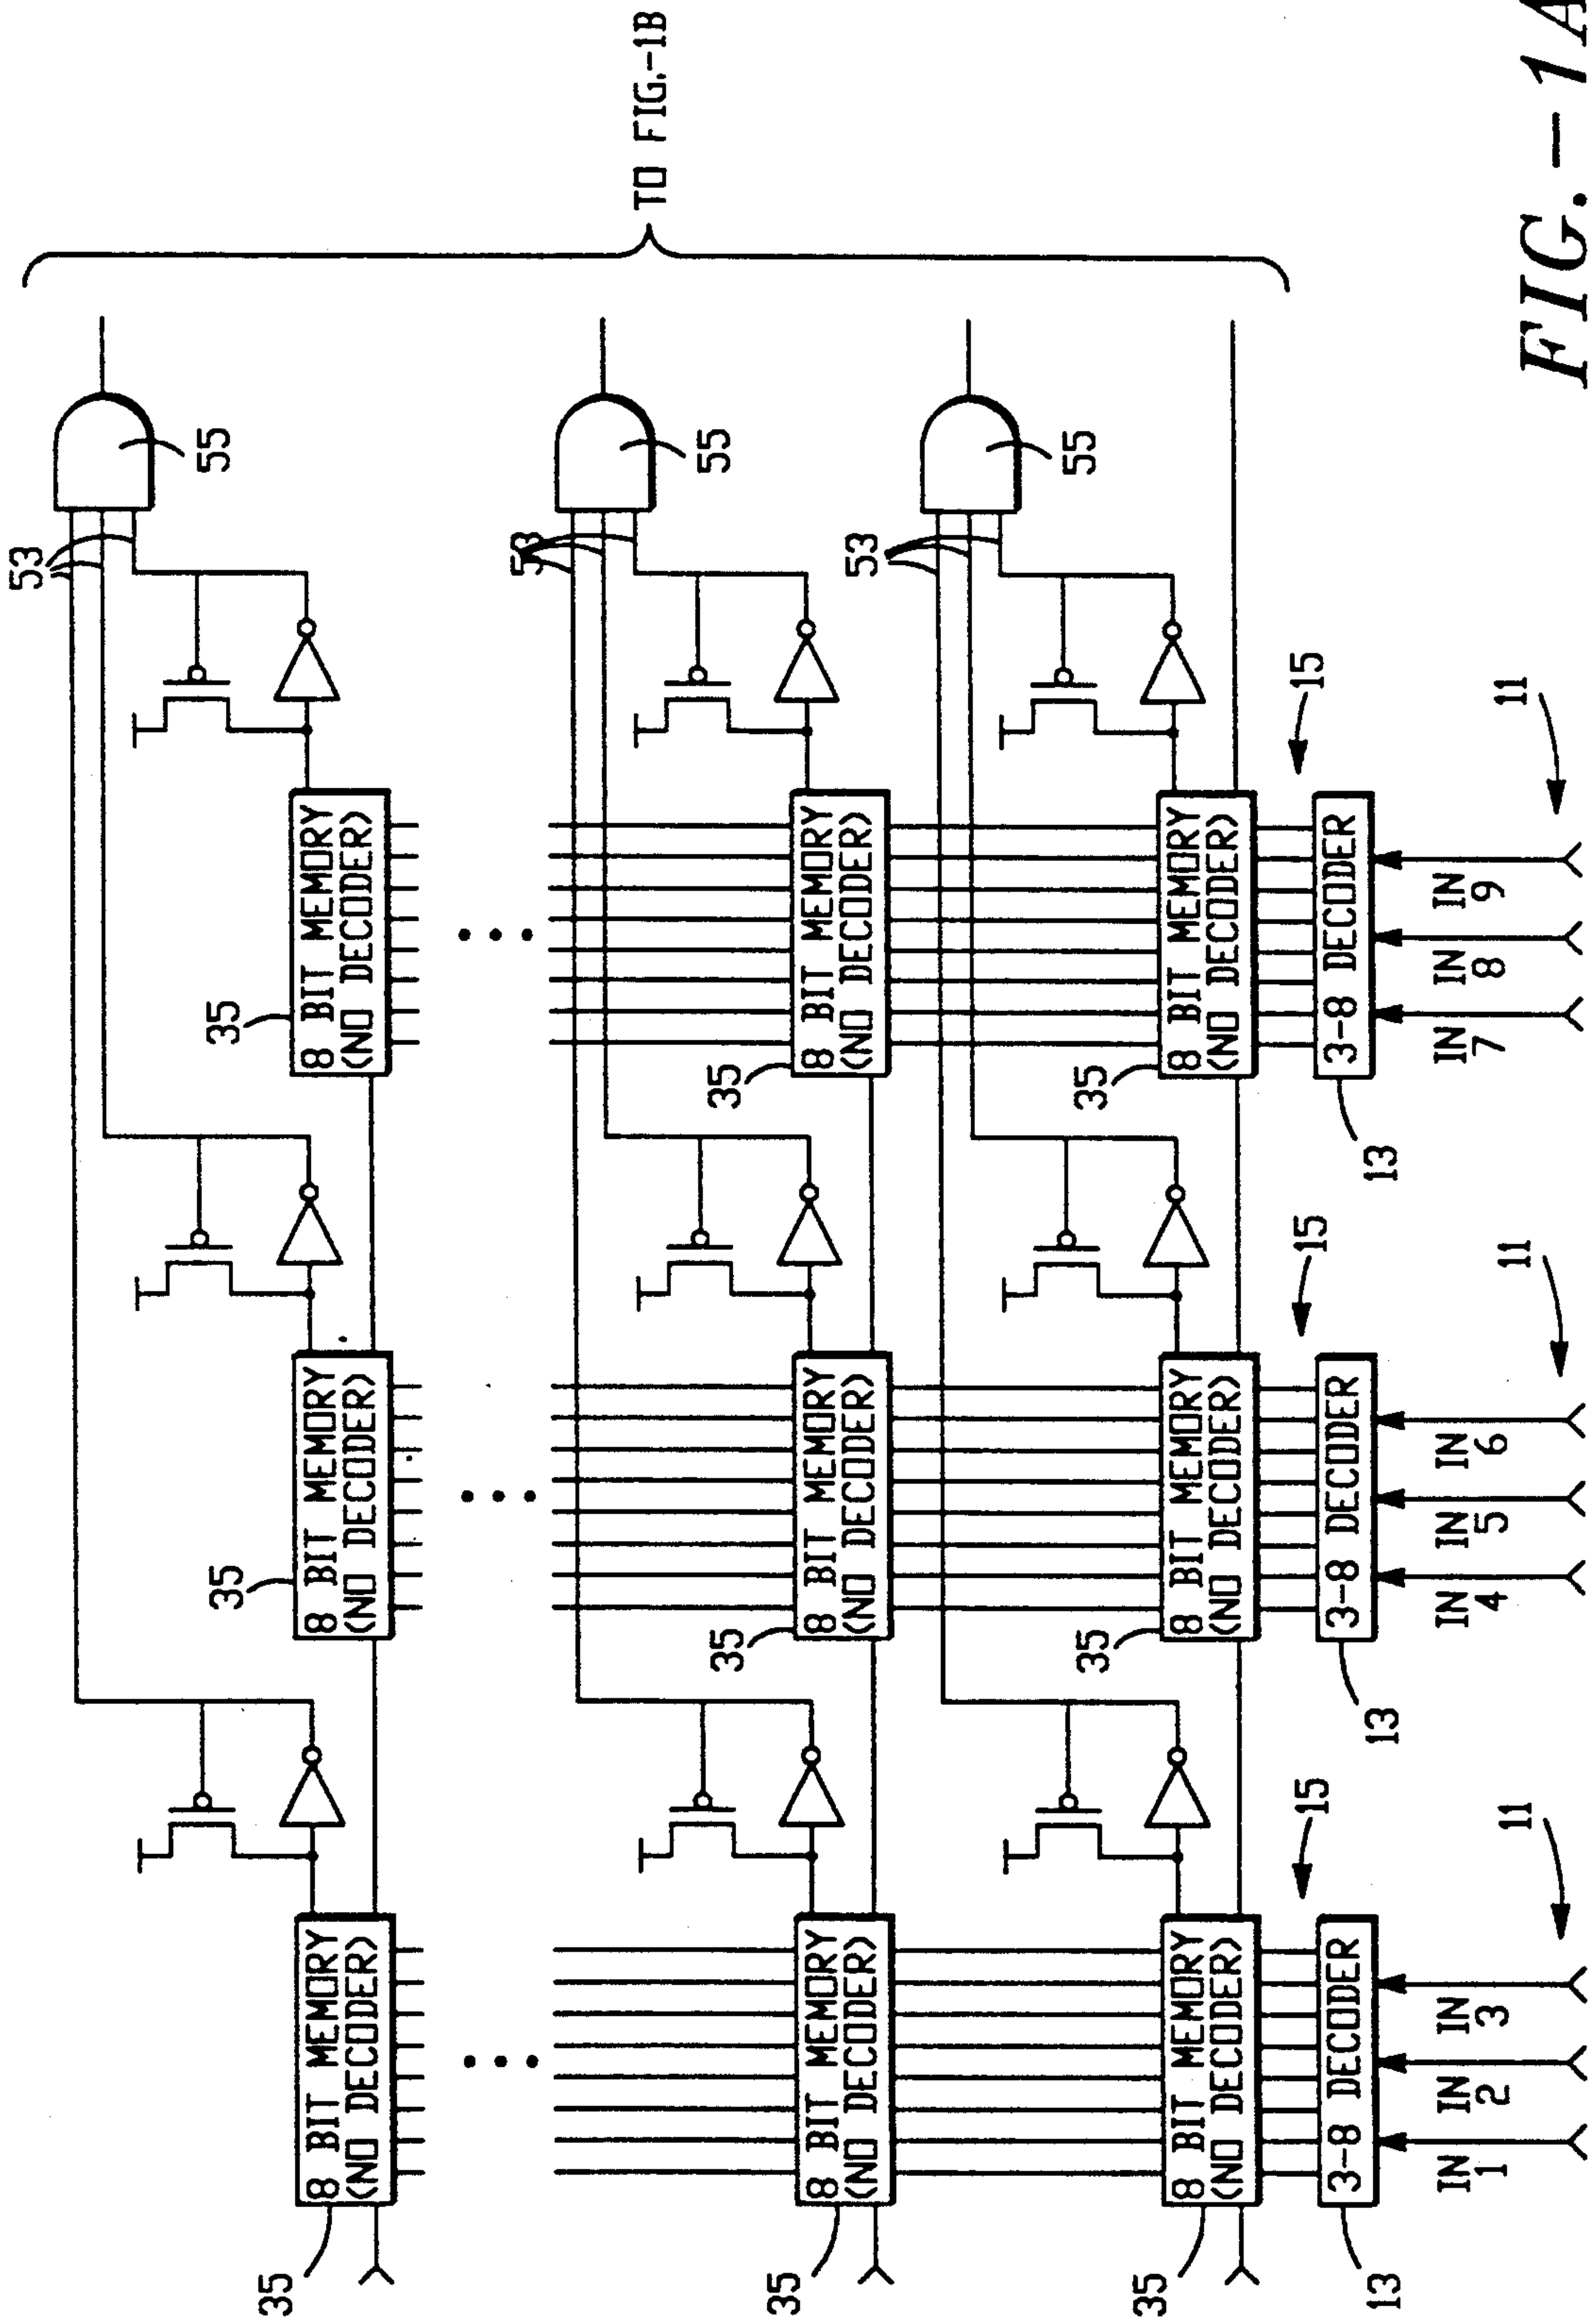 53
55
35 35 35
8 BIT MEMORY 8 BIT MEMORY 8 BIT MEMORY
(NO DECODER) (NO DECODER) (NO DECODER)
53
TO FIG.-1B
55
35 35 35
8 BIT MEMORY 8 BIT MEMORY 8 BIT MEMORY
(NO DECODER) (NO DECODER) (NO DECODER)
53
55
35 35 35
8 BIT MEMORY 8 BIT MEMORY 8 BIT MEMORY
(NO DECODER) (NO DECODER) (NO DECODER)
15 15 15
3-8 DECODER 3-8 DECODER 3-8 DECODER
13 13 13
IN IN IN IN IN IN IN IN IN
1 2 3 4 5 6 7 8 9
11 11 11
FIG.-1A